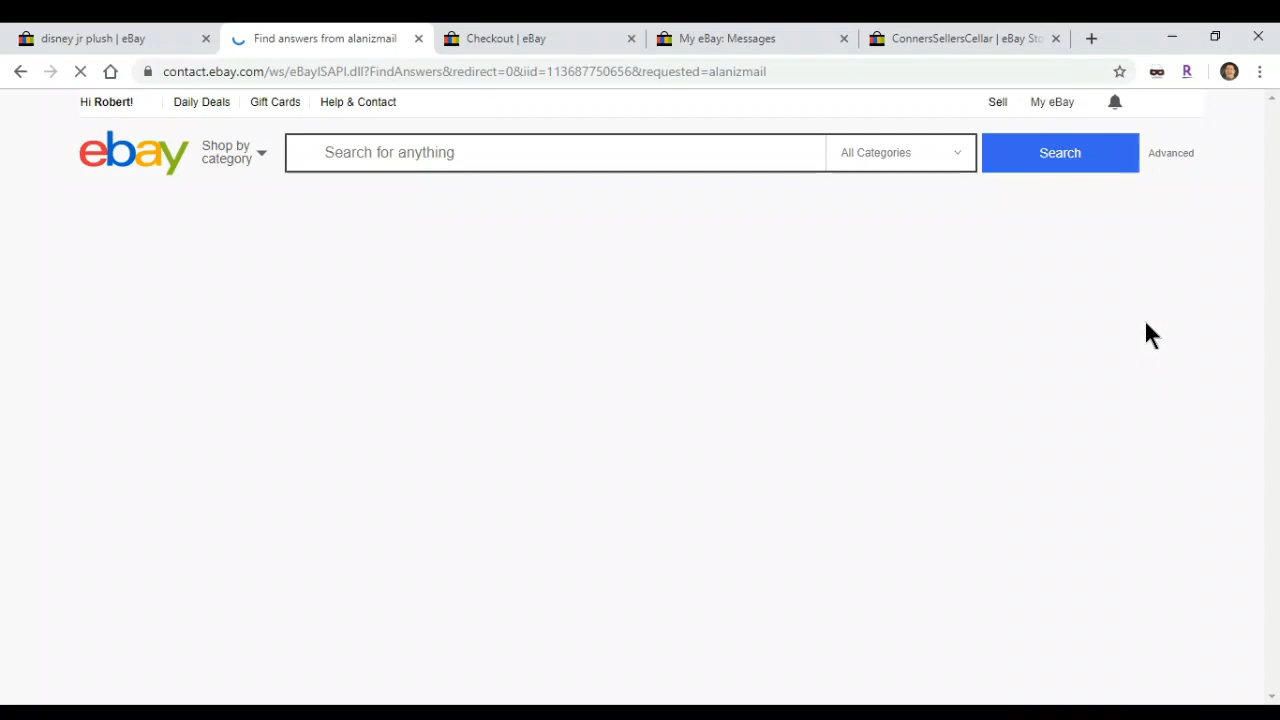 disney jr plush | eBay
Find answers from alanizmail
Checkout | eBay
My eBay: Messages
ConnersSellersCellar | eBay Sto
contact.ebay.com/ws/eBayISAPI.dll?FindAnswers&redirect=0&iid=113687750656&requested=alanizmail
R
Hi Robert!
Daily Deals
Gift Cards
Help & Contact
Sell
My eBay
ebay
Shop by
category
Search for anything
All Categories
Search
Advanced